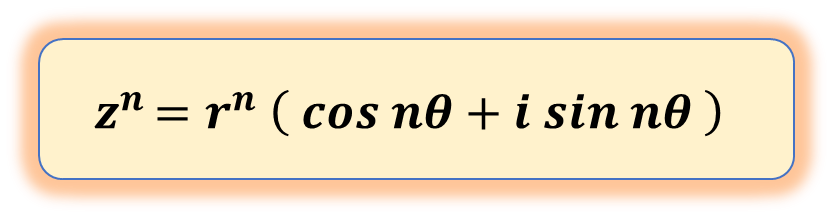 zⁿ = rⁿ ( cos nθ + i sin nθ )